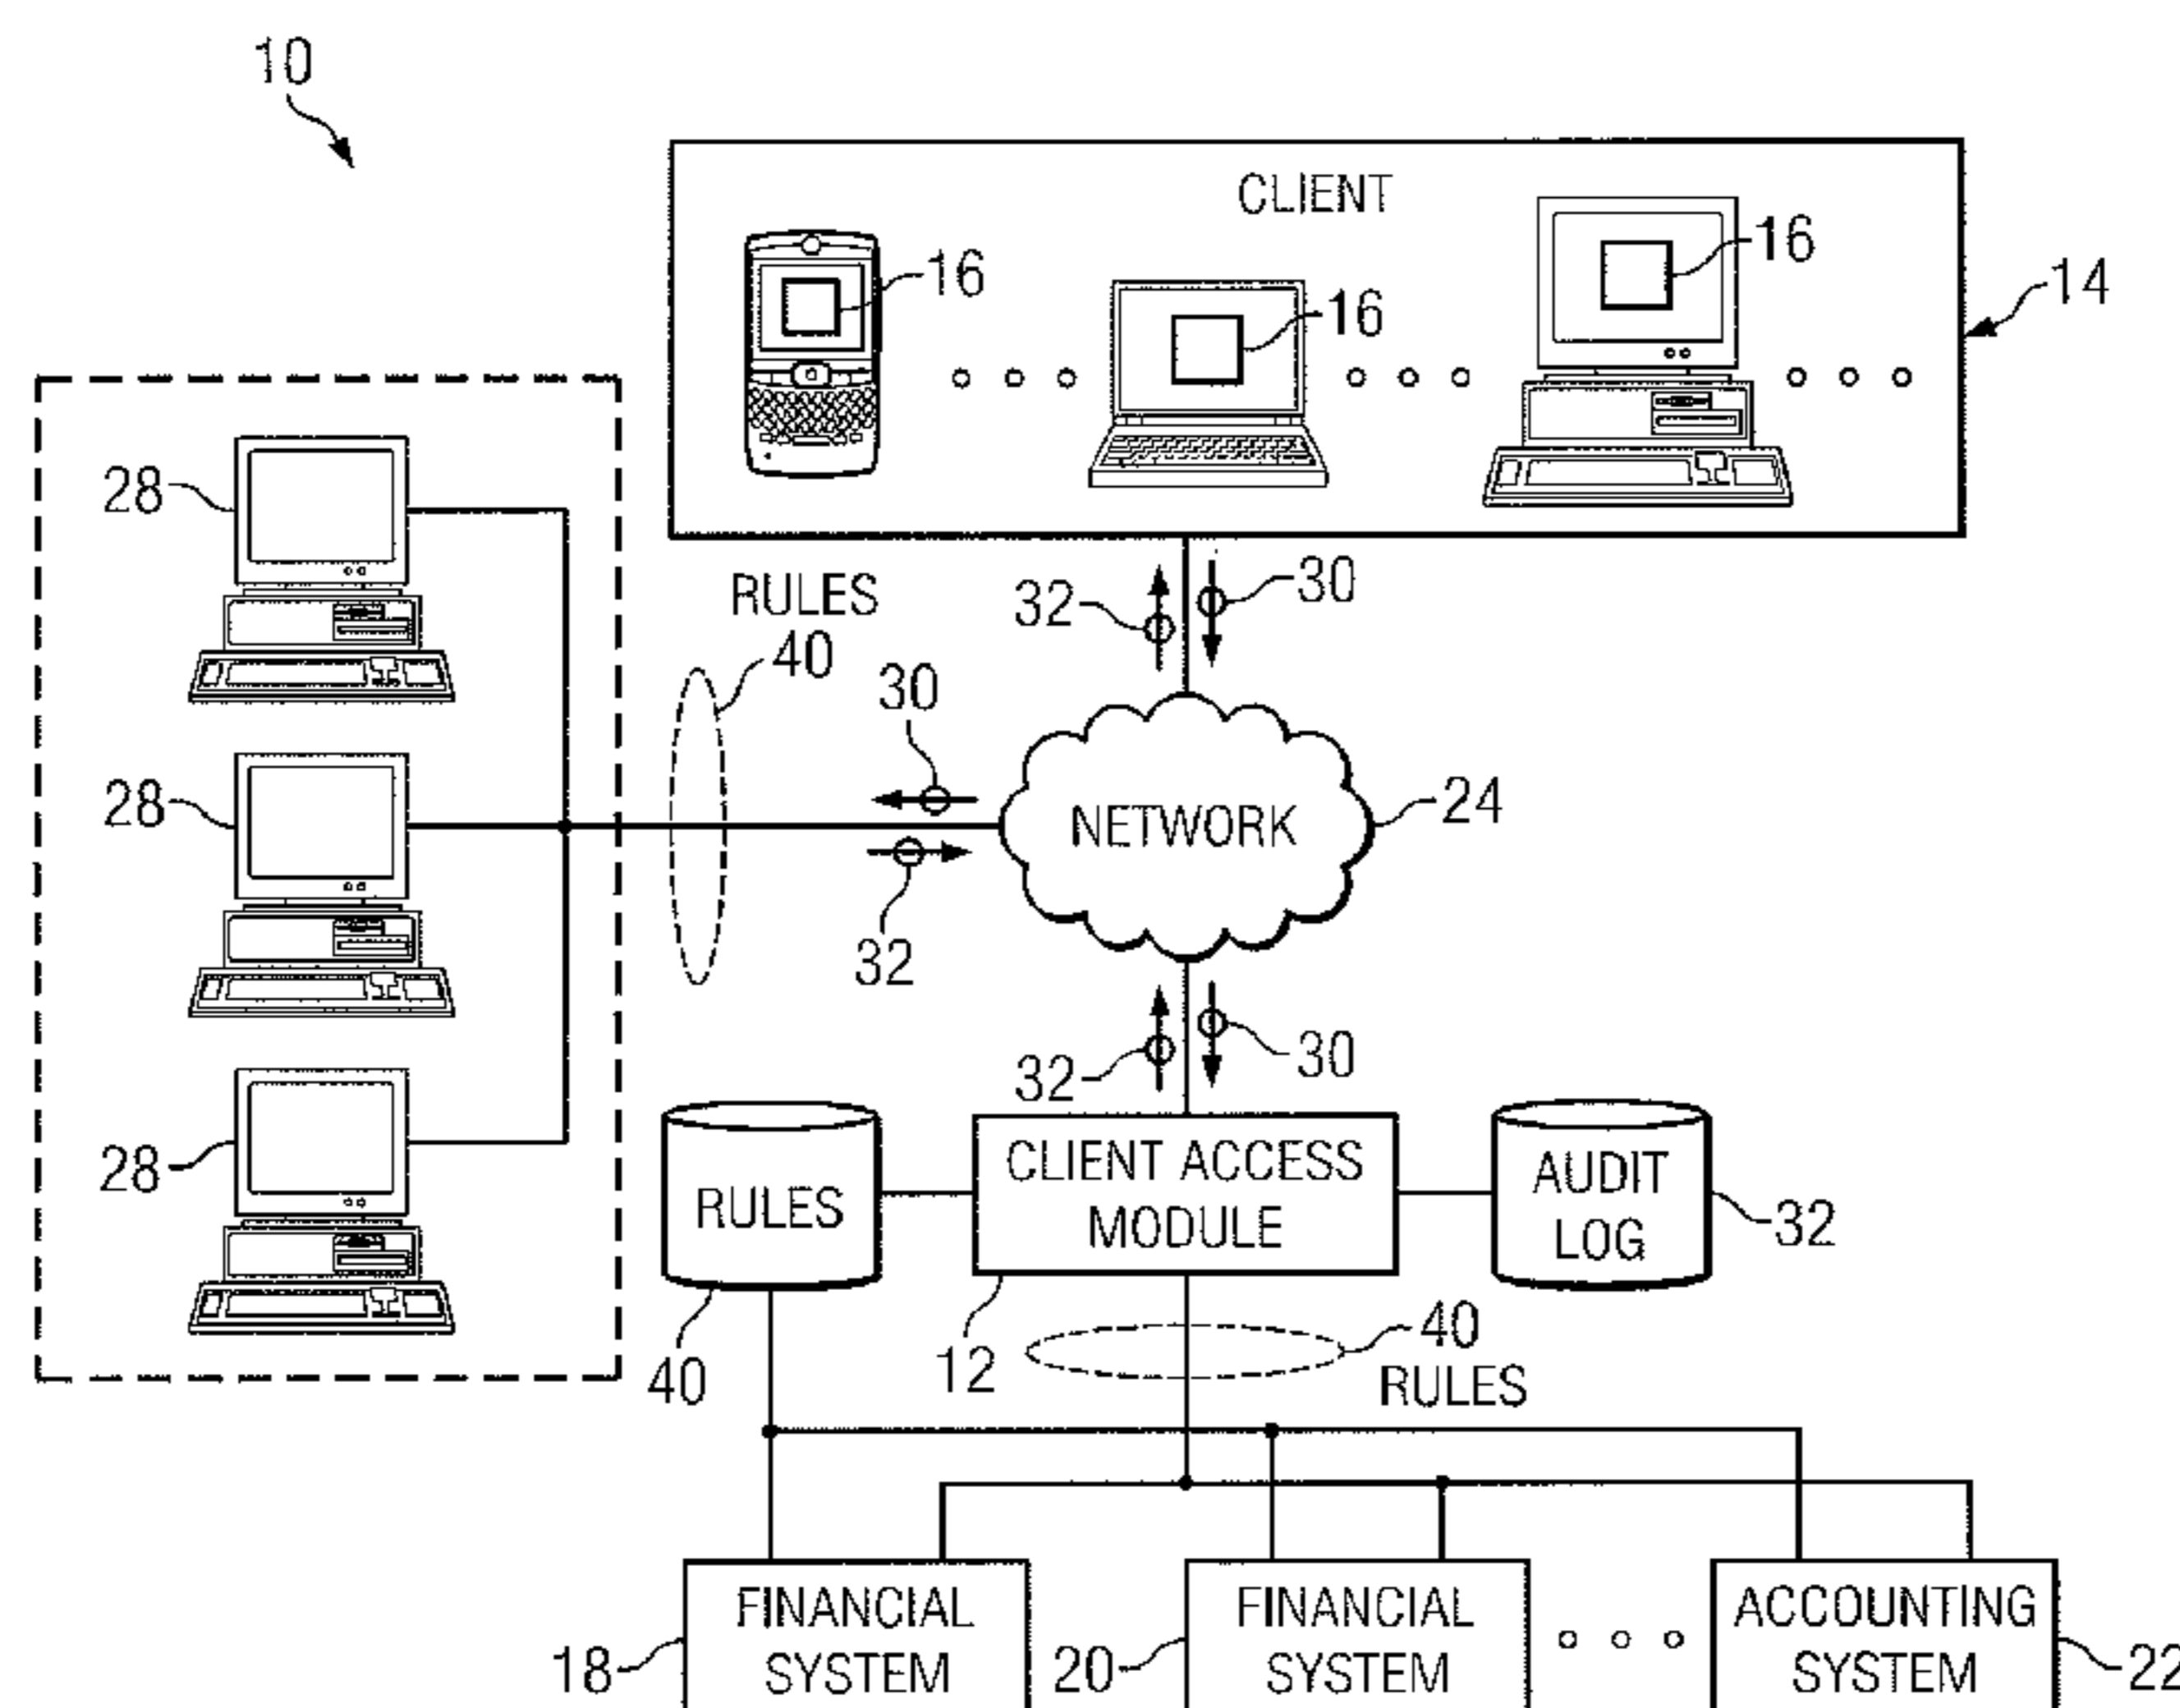 10
CLIENT
16
16
16
14
28
RULES
40
32
30
30
28
NETWORK
24
32
32
30
28
RULES
CLIENT ACCESS
MODULE
AUDIT
LOG
32
40
12
40
RULES
FINANCIAL
SYSTEM
18
FINANCIAL
SYSTEM
20
ACCOUNTING
SYSTEM
22